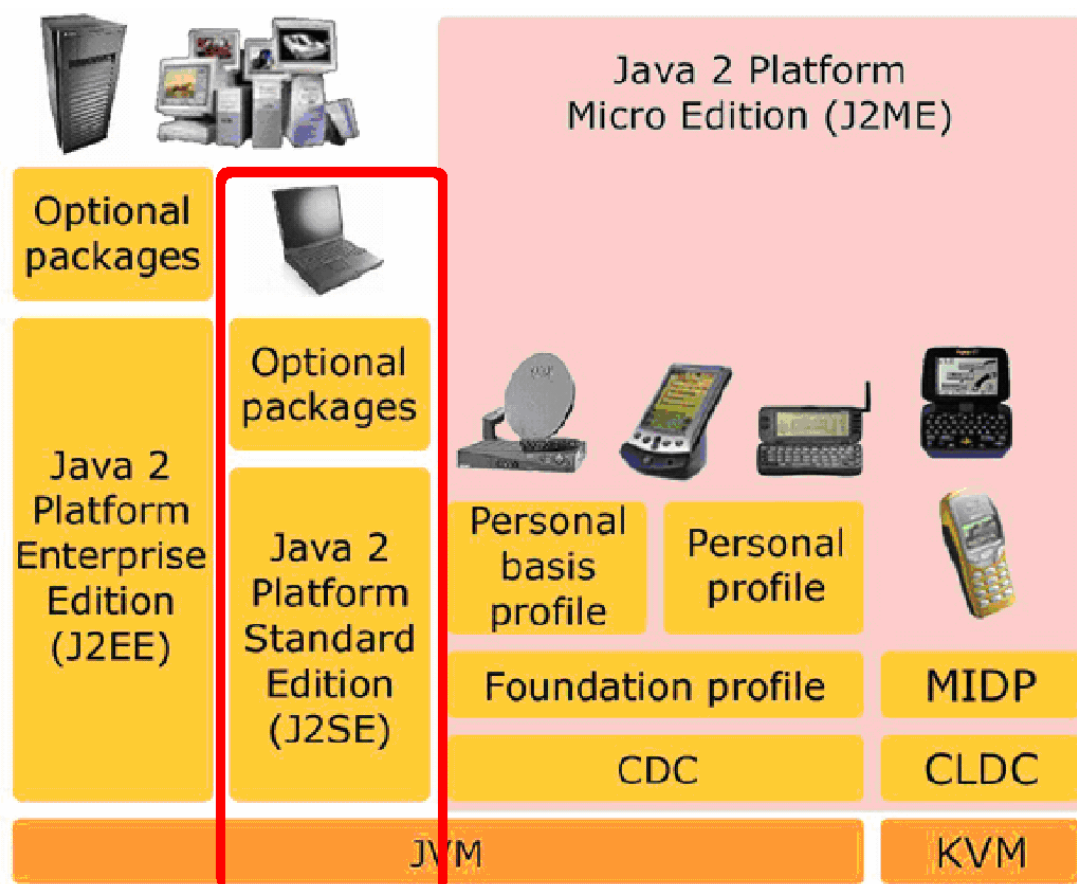 Java 2 Platform
Micro Edition (J2ME)
Optional
packages
Java 2
Platform
Enterprise
Edition
(J2EE)
Optional
packages
Java 2
Platform
Standard
Edition
(J2SE)
Personal
basis
profile
Personal
profile
Foundation profile
CDC
MIDP
CLDC
JVM
KVM